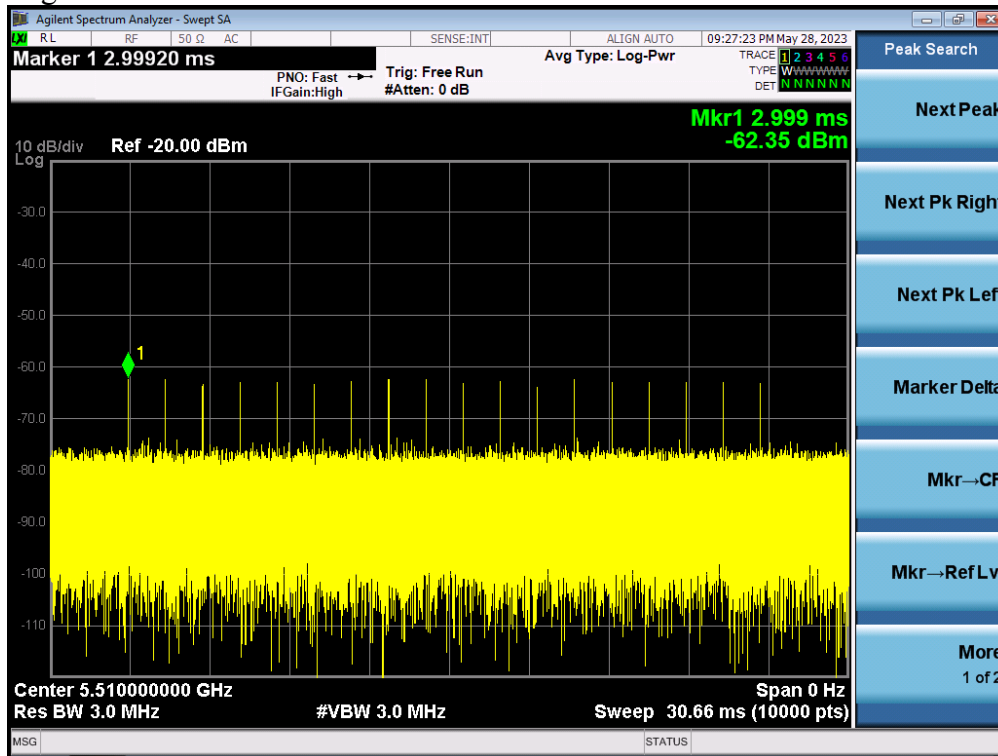 Agilent Spectrum Analyzer - Swept SA
LXI RL RF 50 Ω AC SENSE:INT ALIGN AUTO 09:27:23 PM May 28, 2023
Marker 1 2.99920 ms
PNO: Fast
IFGain:High
Trig: Free Run
#Atten: 0 dB
Avg Type: Log-Pwr
TRACE 1 2 3 4 5 6
TYPE WWWWWW
DET N N N N N N
Peak Search
Mkr1 2.999 ms
-62.35 dBm
10 dB/div Ref -20.00 dBm
Log
-30.0
-40.0
-50.0
-60.0
-70.0
-80.0
-90.0
-100
-110
1
Center 5.510000000 GHz Span 0 Hz
Res BW 3.0 MHz #VBW 3.0 MHz Sweep 30.66 ms (10000 pts)
MSG STATUS
Next Peak
Next Pk Right
Next Pk Left
Marker Delta
Mkr→CF
Mkr→Ref Lv
More
1 of 2